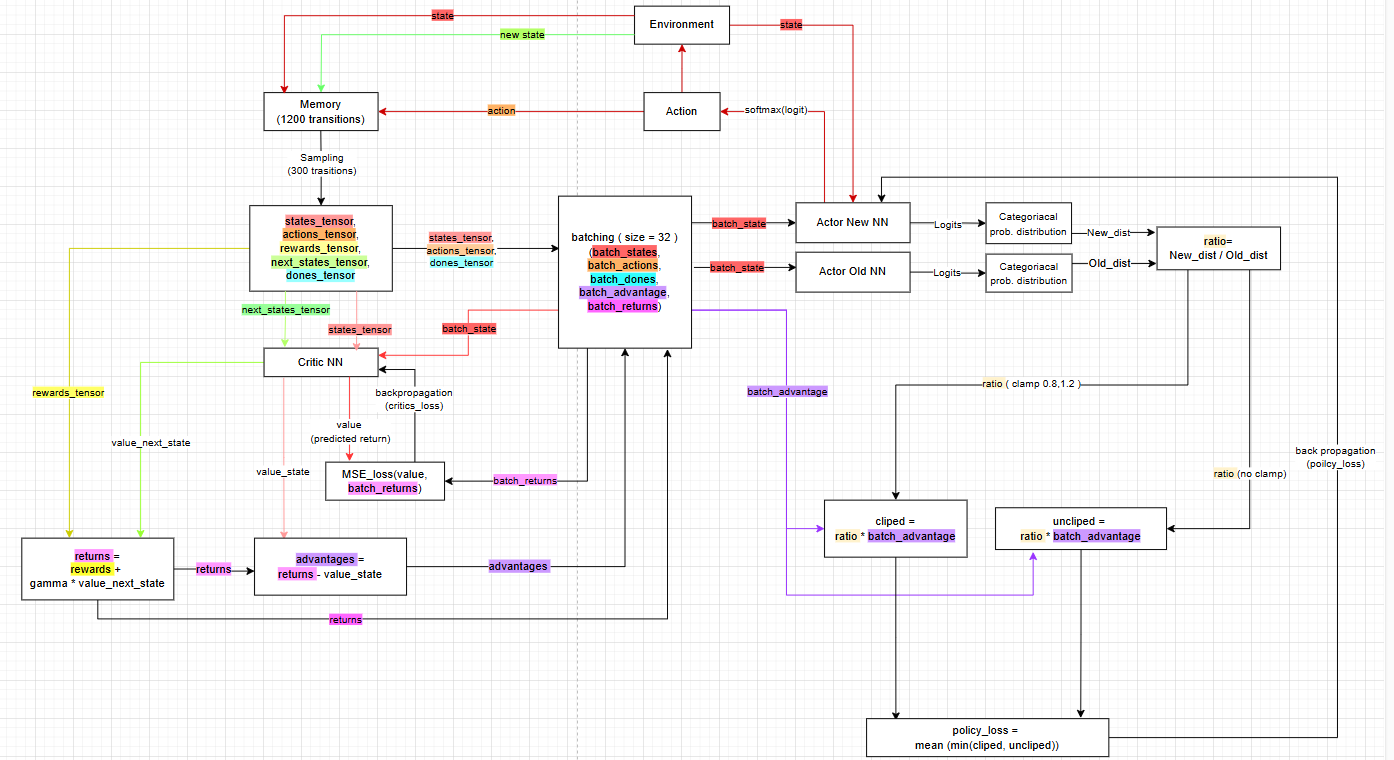 state
Environment
state
new state
Memory
(1200 transitions)
action
Action
softmax(logit)
Sampling
(300 trasitions)
states_tensor,
actions_tensor,
rewards_tensor,
next_states_tensor,
dones_tensor
states_tensor,
actions_tensor,
dones_tensor
batching ( size = 32 )
(batch_states,
batch_actions,
batch_dones,
batch_advantage,
batch_returns)
batch_state
Actor New NN
Logits
Categoriacal
prob. distribution
New_dist
ratio=
New_dist / Old_dist
batch_state
Actor Old NN
Logits
Categoriacal
prob. distribution
Old_dist
next_states_tensor
states_tensor
batch_state
Critic NN
rewards_tensor
backpropagation
(critics_loss)
batch_advantage
ratio ( clamp 0.8,1.2 )
value_next_state
value
(predicted return)
value_state
MSE_loss(value,
batch_returns)
batch_returns
back propagation
(poilcy_loss)
ratio (no clamp)
cliped =
ratio * batch_advantage
uncliped =
ratio * batch_advantage
returns =
rewards +
gamma * value_next_state
returns
advantages =
returns - value_state
advantages
returns
policy_loss =
mean (min(cliped, uncliped))